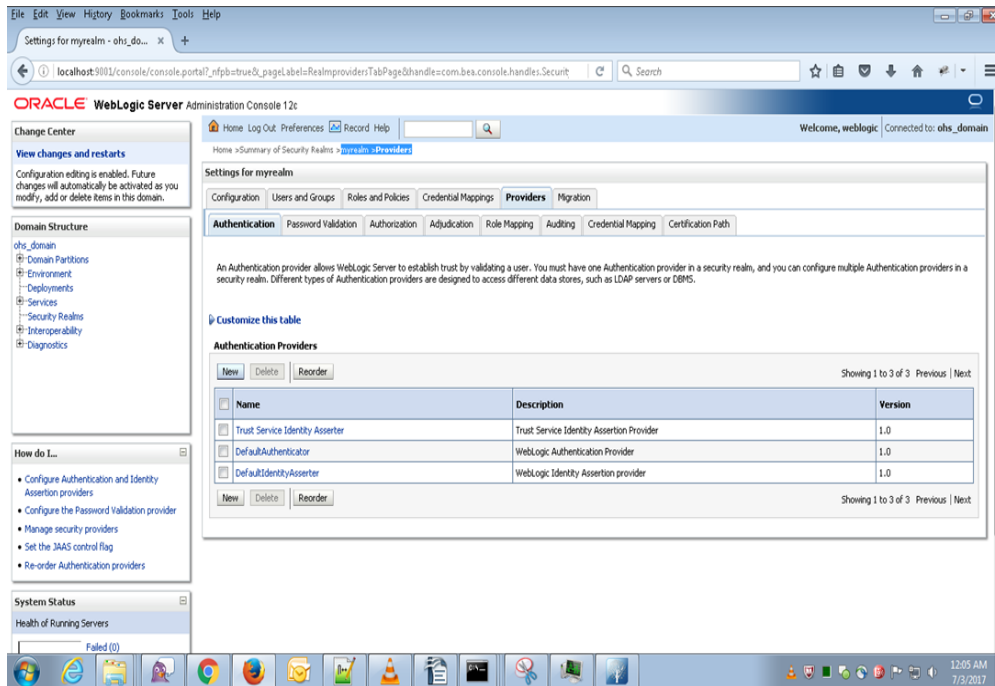 File Edit View History Bookmarks Tools Help
Settings for myrealm - ohs_do... x +
localhost:9001/console/console.portal?_nfpb=true&_pageLabel=RealmprovidersTabPage&handle=com.bea.console.handles.Securit
Search
ORACLE WebLogic Server Administration Console 12c
Change Center
View changes and restarts
Configuration editing is enabled. Future
changes will automatically be activated as you
modify, add or delete items in this domain.
Domain Structure
ohs_domain
Domain Partitions
Environment
Deployments
Services
Security Realms
Interoperability
Diagnostics
How do I...
Configure Authentication and Identity
Assertion providers
Configure the Password Validation provider
Manage security providers
Set the JAAS control flag
Re-order Authentication providers
System Status
Health of Running Servers
Failed (0)
Home Log Out Preferences Record Help
Welcome, weblogic Connected to: ohs_domain
Home >Summary of Security Realms >myrealm >Providers
Settings for myrealm
Configuration Users and Groups Roles and Policies Credential Mappings Providers Migration
Authentication Password Validation Authorization Adjudication Role Mapping Auditing Credential Mapping Certification Path
An Authentication provider allows WebLogic Server to establish trust by validating a user. You must have one Authentication provider in a security realm, and you can configure multiple Authentication providers in a
security realm. Different types of Authentication providers are designed to access different data stores, such as LDAP servers or DBMS.
Customize this table
Authentication Providers
New Delete Reorder
Showing 1 to 3 of 3 Previous | Next
Name Description Version
Trust Service Identity Asserter Trust Service Identity Assertion Provider 1.0
DefaultAuthenticator WebLogic Authentication Provider 1.0
DefaultIdentityAsserter WebLogic Identity Assertion provider 1.0
New Delete Reorder
Showing 1 to 3 of 3 Previous | Next
12:05 AM
7/3/2017